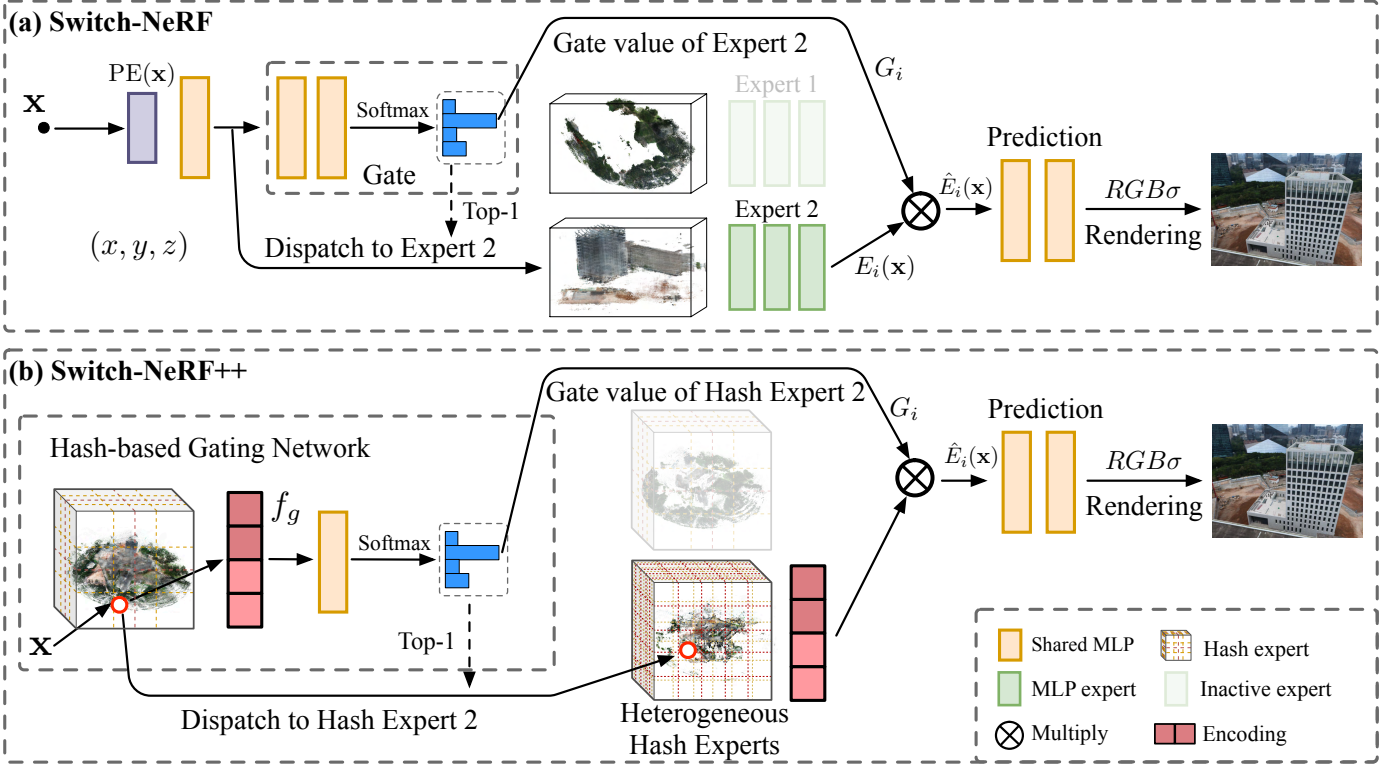 (a) Switch-NeRF
Gate value of Expert 2
G_i
PE(x)
x
Softmax
Gate
Expert 1
Prediction
Ê_i(x)
RGBσ
Rendering
Top-1
Expert 2
(x, y, z)
Dispatch to Expert 2
E_i(x)
(b) Switch-NeRF++
Gate value of Hash Expert 2
G_i
Prediction
Hash-based Gating Network
Ê_i(x)
RGBσ
Rendering
f_g
Softmax
x
Top-1
Dispatch to Hash Expert 2
Heterogeneous
Hash Experts
Shared MLP
Hash expert
MLP expert
Inactive expert
Multiply
Encoding